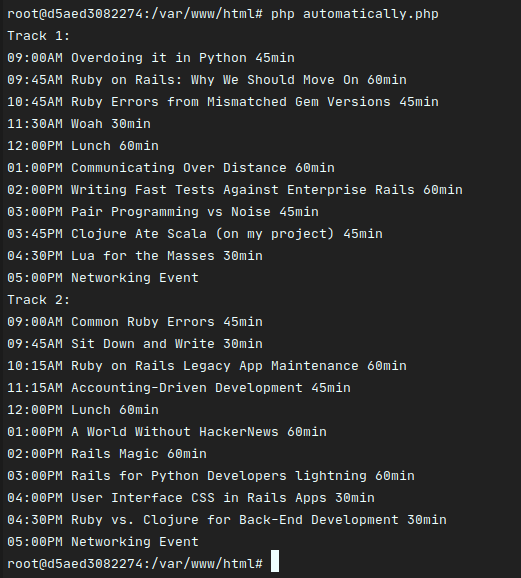 root@d5aed3082274:/var/www/html# php automatically.php
Track 1:
09:00AM Overdoing it in Python 45min
09:45AM Ruby on Rails: Why We Should Move On 60min
10:45AM Ruby Errors from Mismatched Gem Versions 45min
11:30AM Woah 30min
12:00PM Lunch 60min
01:00PM Communicating Over Distance 60min
02:00PM Writing Fast Tests Against Enterprise Rails 60min
03:00PM Pair Programming vs Noise 45min
03:45PM Clojure Ate Scala (on my project) 45min
04:30PM Lua for the Masses 30min
05:00PM Networking Event
Track 2:
09:00AM Common Ruby Errors 45min
09:45AM Sit Down and Write 30min
10:15AM Ruby on Rails Legacy App Maintenance 60min
11:15AM Accounting-Driven Development 45min
12:00PM Lunch 60min
01:00PM A World Without HackerNews 60min
02:00PM Rails Magic 60min
03:00PM Rails for Python Developers lightning 60min
04:00PM User Interface CSS in Rails Apps 30min
04:30PM Ruby vs. Clojure for Back-End Development 30min
05:00PM Networking Event
root@d5aed3082274:/var/www/html#